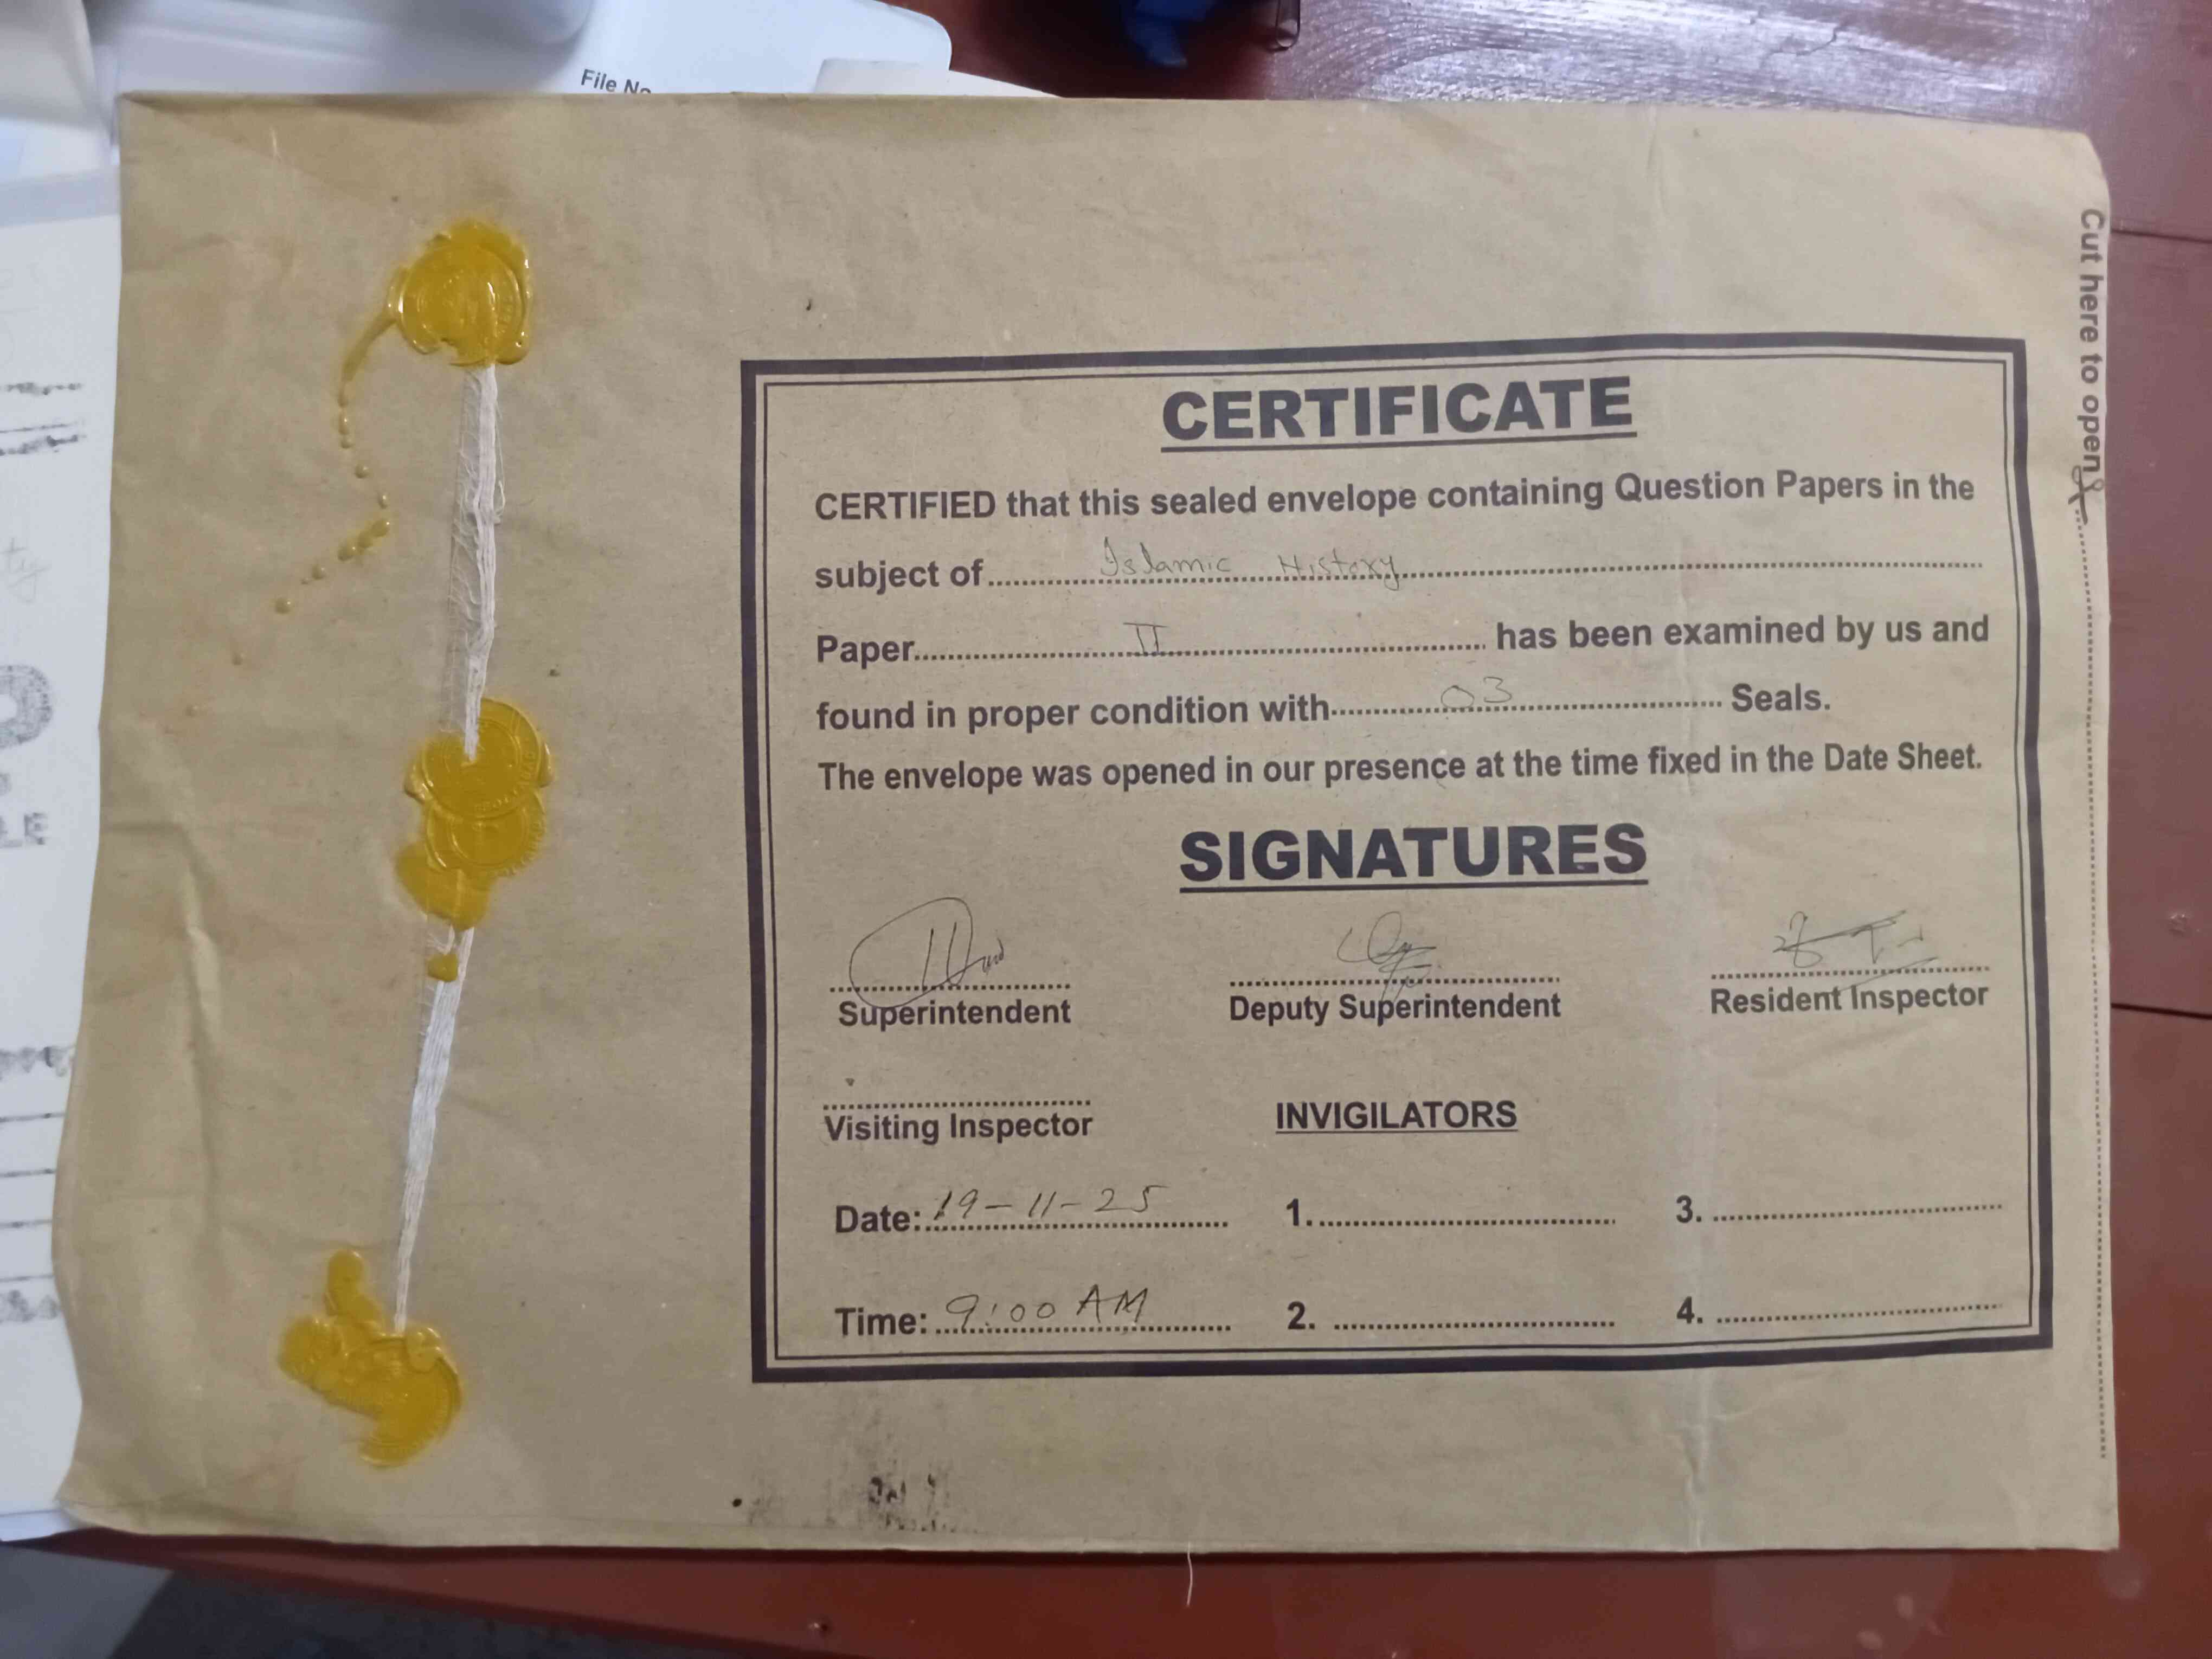 File No
Cut here to open
CERTIFICATE
CERTIFIED that this sealed envelope containing Question Papers in the
subject of Islamic History
Paper II has been examined by us and
found in proper condition with 03 Seals.
The envelope was opened in our presence at the time fixed in the Date Sheet.
SIGNATURES
Superintendent Deputy Superintendent Resident Inspector
Visiting Inspector INVIGILATORS
Date: 19-11-25 1. 3.
Time: 9:00 AM 2. 4.